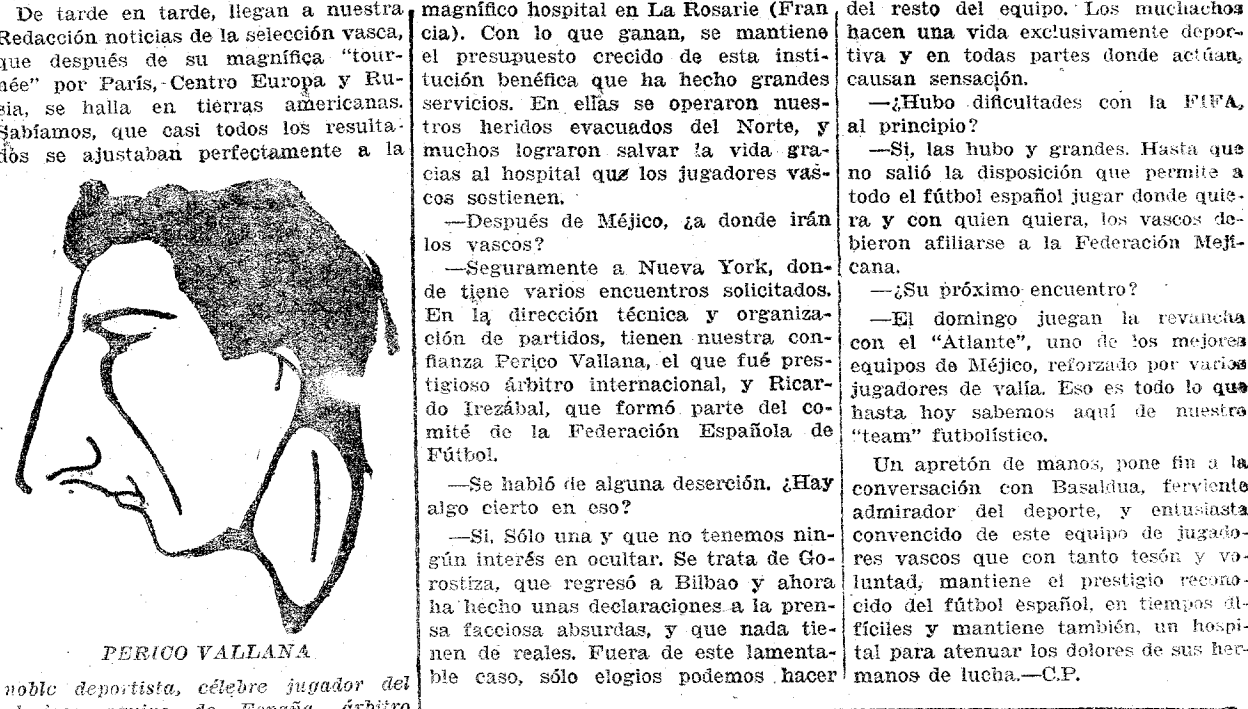 De tarde en tarde, llegan a nuestra
Redacción noticias de la selección vasca,
que después de su magnífica "tour-
née" por París, Centro Europa y Ru-
sia, se halla en tierras americanas.
Sabíamos, que casi todos los resulta-
dos se ajustaban perfectamente a la
PERICO VALLANA
noble deportista, célebre jugador del
equipo de España, árbitro
magnífico hospital en La Rosarie (Fran
cia). Con lo que ganan, se mantiene
el presupuesto crecido de esta insti-
tución benéfica que ha hecho grandes
servicios. En ellas se operaron nues-
tros heridos evacuados del Norte, y
muchos lograron salvar la vida gra-
cias al hospital que los jugadores vas-
cos sostienen.
—Después de Méjico, ¿a donde irán
los vascos?
—Seguramente a Nueva York, don-
de tiene varios encuentros solicitados.
En la dirección técnica y organiza-
ción de partidos, tienen nuestra con-
fianza Perico Vallana, el que fué pres-
tigioso árbitro internacional, y Ricar-
do Irezábal, que formó parte del co-
mité de la Federación Española de
Fútbol.
—Se habló de alguna deserción. ¿Hay
algo cierto en eso?
—Si. Sólo una y que no tenemos nin-
gún interés en ocultar. Se trata de Go-
rostiza, que regresó a Bilbao y ahora
ha hecho unas declaraciones a la pren-
sa facciosa absurdas, y que nada tie-
nen de reales. Fuera de este lamenta-
ble caso, sólo elogios podemos hacer
del resto del equipo. Los muchachos
hacen una vida exclusivamente depor-
tiva y en todas partes donde actúan,
causan sensación.
—¿Hubo dificultades con la FIFA,
al principio?
—Si, las hubo y grandes. Hasta que
no salió la disposición que permite a
todo el fútbol español jugar donde quie-
ra y con quien quiera, los vascos de-
bieron afiliarse a la Federación Meji-
cana.
—¿Su próximo encuentro?
—El domingo juegan la revancha
con el "Atlante", uno de los mejores
equipos de Méjico, reforzado por varios
jugadores de valía. Eso es todo lo que
hasta hoy sabemos aquí de nuestro
"team" futbolístico.
Un apretón de manos, pone fin a la
conversación con Basaldua, ferviente
admirador del deporte, y entusiasta
convencido de este equipo de jugado-
res vascos que con tanto tesón y vo-
luntad, mantiene el prestigio recono-
cido del fútbol español, en tiempos di-
fíciles y mantiene también, un hospi-
tal para atenuar los dolores de sus her-
manos de lucha.—C.P.